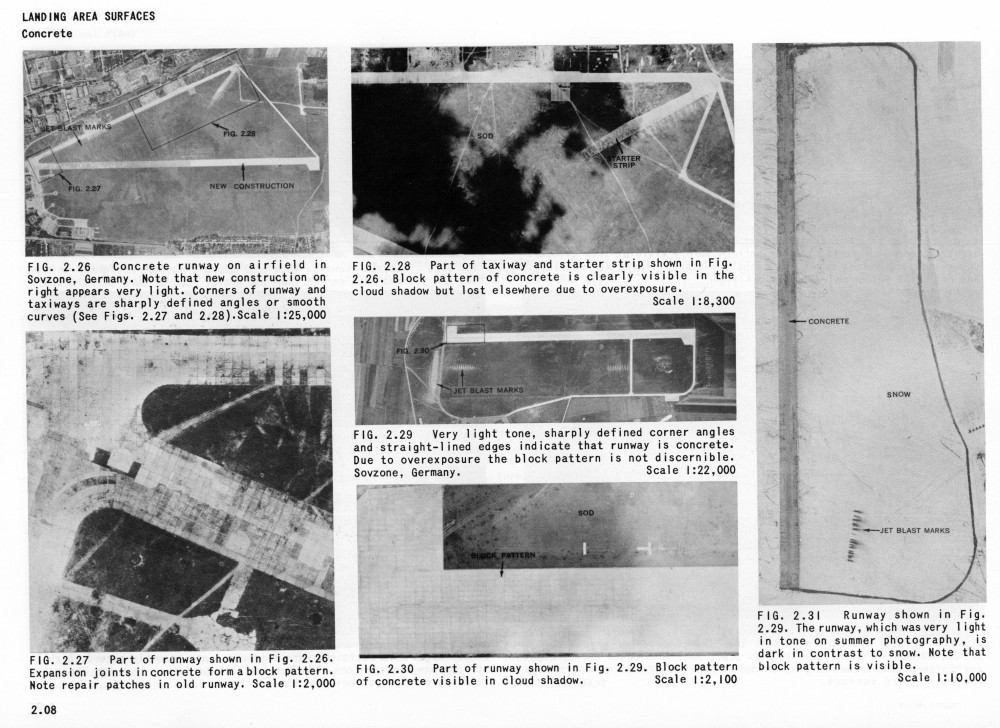 LANDING AREA SURFACES
Concrete
JET BLAST MARKS
FIG. 2.28
FIG. 2.27
NEW CONSTRUCTION
FIG. 2.26 Concrete runway on airfield in
Sovzone, Germany. Note that new construction on
right appears very light. Corners of runway and
taxiways are sharply defined angles or smooth
curves (See Figs. 2.27 and 2.28). Scale 1:25,000
FIG. 2.27 Part of runway shown in Fig. 2.26.
Expansion joints in concrete form a block pattern.
Note repair patches in old runway. Scale 1:2,000
SOD
STARTER
STRIP
FIG. 2.28 Part of taxiway and starter strip shown in Fig.
2.26. Block pattern of concrete is clearly visible in the
cloud shadow but lost elsewhere due to overexposure.
Scale 1:8,300
FIG. 2.30
JET BLAST MARKS
FIG. 2.29 Very light tone, sharply defined corner angles
and straight-lined edges indicate that runway is concrete.
Due to overexposure the block pattern is not discernible.
Sovzone, Germany. Scale 1:22,000
SOD
BLOCK PATTERN
FIG. 2.30 Part of runway shown in Fig. 2.29. Block pattern
of concrete visible in cloud shadow. Scale 1:2,100
CONCRETE
SNOW
JET BLAST MARKS
FIG. 2.31 Runway shown in Fig.
2.29. The runway, which was very light
in tone on summer photography, is
dark in contrast to snow. Note that
block pattern is visible.
Scale 1:10,000
2.08